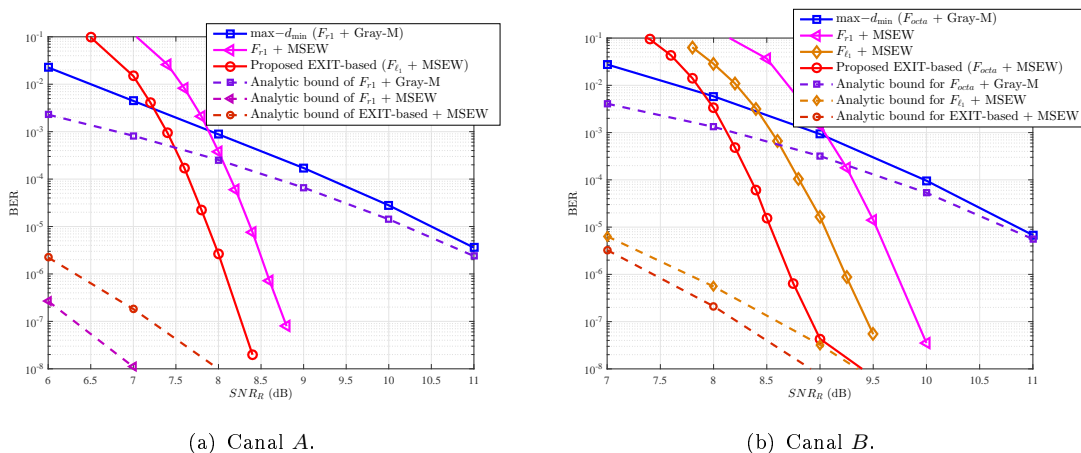 max−d_min (F_r1 + Gray-M)
F_r1 + MSEW
Proposed EXIT-based (F_ℓ1 + MSEW)
Analytic bound of F_r1 + Gray-M
Analytic bound of F_r1 + MSEW
Analytic bound of EXIT-based + MSEW
10^-1
10^-2
10^-3
10^-4
10^-5
10^-6
10^-7
10^-8
BER
6 6.5 7 7.5 8 8.5 9 9.5 10 10.5 11
SNR_R
(a) Canal A.
max−d_min (F_octa + Gray-M)
F_r1 + MSEW
F_ℓ1 + MSEW
Proposed EXIT-based (F_octa + MSEW)
Analytic bound for F_octa + Gray-M
Analytic bound for F_ℓ1 + MSEW
Analytic bound for EXIT-based + MSEW
10^-1
10^-2
10^-3
10^-4
10^-5
10^-6
10^-7
10^-8
BER
7 7.5 8 8.5 9 9.5 10 10.5 11
SNR_R
(b) Canal B.